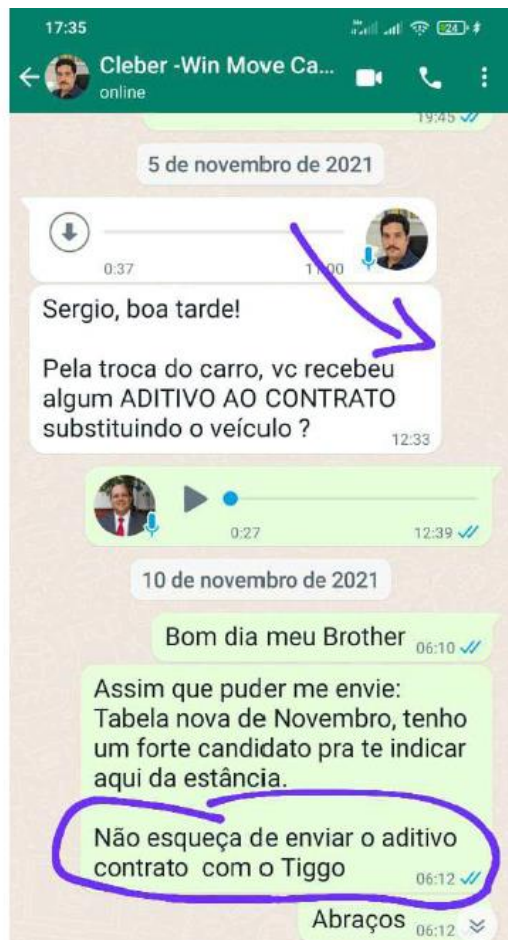 17:35
24
Cleber -Win Move Ca...
online
19:45
5 de novembro de 2021
0:37 11:00
Sergio, boa tarde!
Pela troca do carro, vc recebeu
algum ADITIVO AO CONTRATO
substituindo o veículo ?
12:33
0:27 12:39
10 de novembro de 2021
Bom dia meu Brother 06:10
Assim que puder me envie:
Tabela nova de Novembro, tenho
um forte candidato pra te indicar
aqui da estância.
Não esqueça de enviar o aditivo
contrato com o Tiggo 06:12
Abraços 06:12